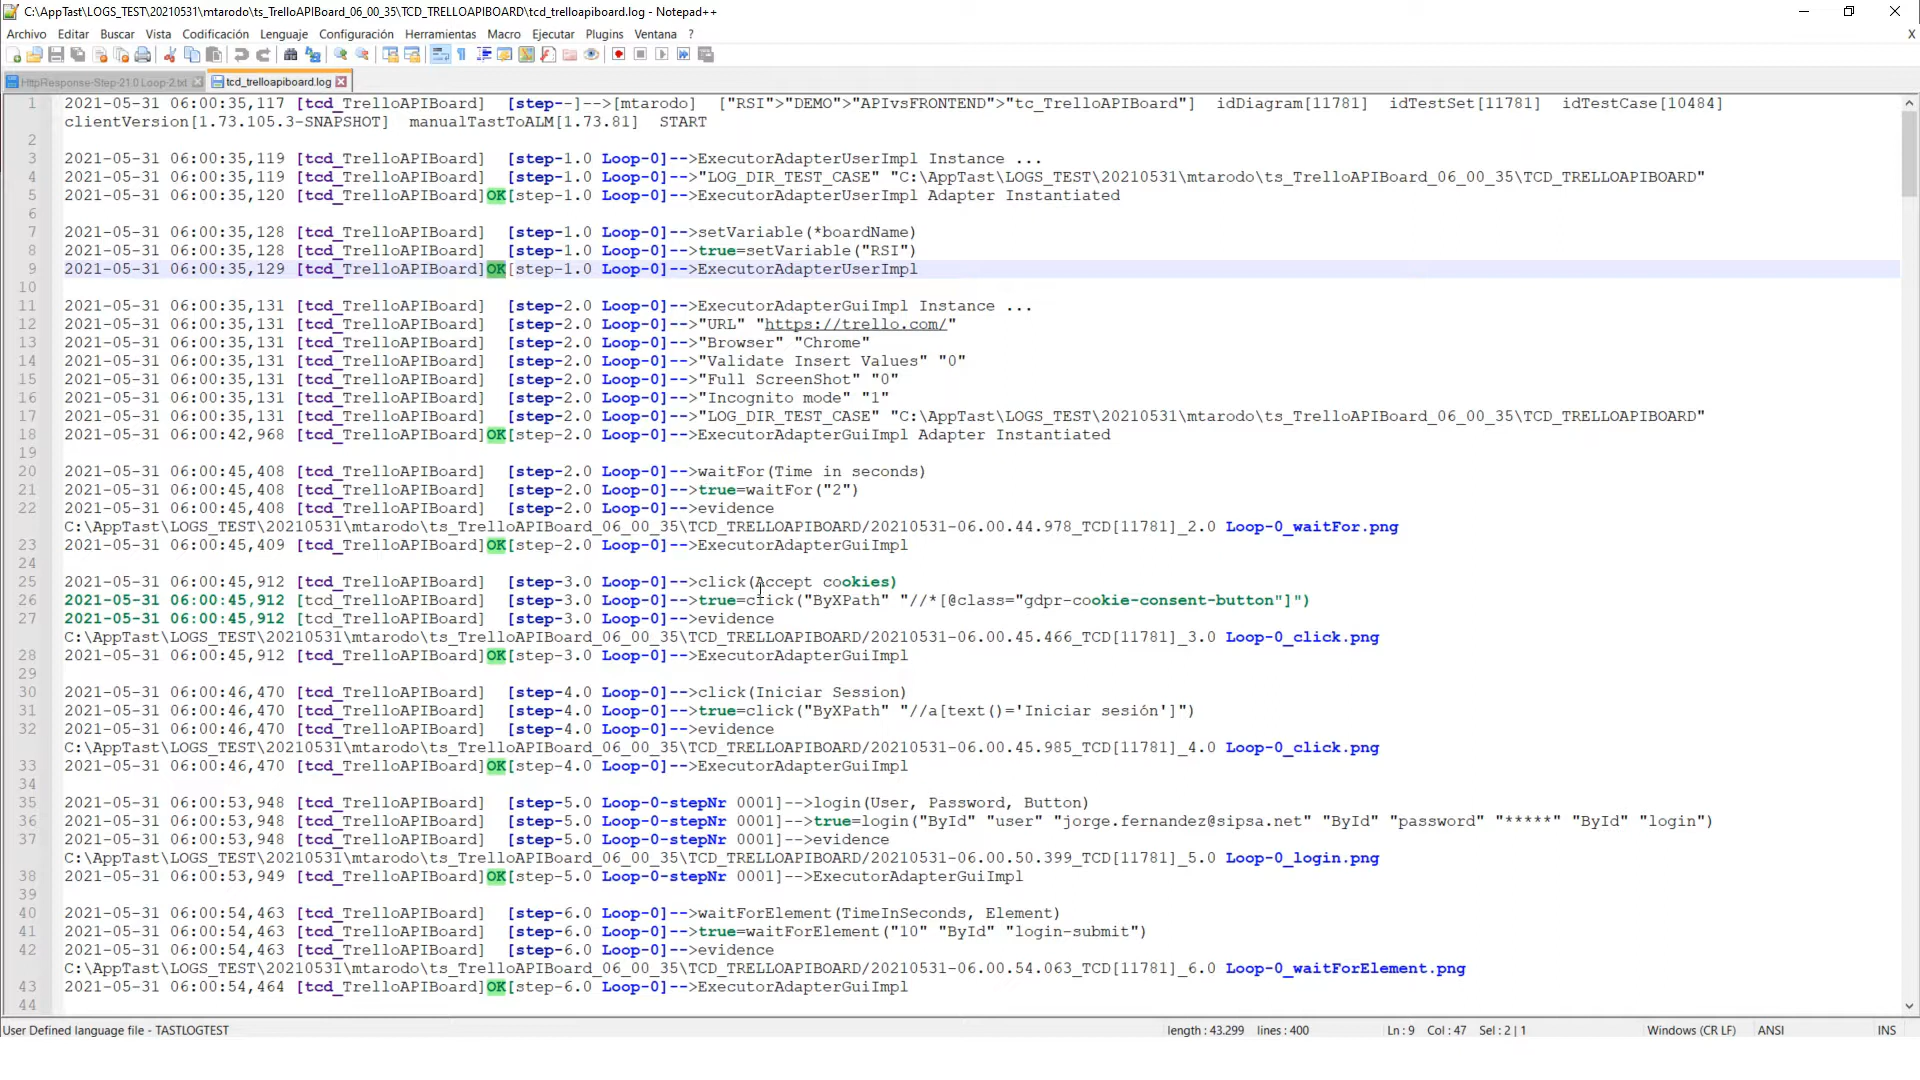 C:\AppTast\LOGS_TEST\20210531\mtarodo\ts_TrelloAPIBoard_06_00_35\TCD_TRELLOAPIBOARD\tcd_trelloapiboard.log - Notepad++
Archivo Editar Buscar Vista Codificación Lenguaje Configuración Herramientas Macro Ejecutar Plugins Ventana ? X
HttpResponse-Step-21.0 Loop-2.txt tcd_trelloapiboard.log
1 2021-05-31 06:00:35,117 [tcd_TrelloAPIBoard] [step--]-->[mtarodo] ["RSI">"DEMO">"APIvsFRONTEND">"tc_TrelloAPIBoard"] idDiagram[11781] idTestSet[11781] idTestCase[10484]
clientVersion[1.73.105.3-SNAPSHOT] manualTastToALM[1.73.81] START
2
3 2021-05-31 06:00:35,119 [tcd_TrelloAPIBoard] [step-1.0 Loop-0]-->ExecutorAdapterUserImpl Instance ...
4 2021-05-31 06:00:35,119 [tcd_TrelloAPIBoard] [step-1.0 Loop-0]-->"LOG_DIR_TEST_CASE" "C:\AppTast\LOGS_TEST\20210531\mtarodo\ts_TrelloAPIBoard_06_00_35\TCD_TRELLOAPIBOARD"
5 2021-05-31 06:00:35,120 [tcd_TrelloAPIBoard]OK[step-1.0 Loop-0]-->ExecutorAdapterUserImpl Adapter Instantiated
6
7 2021-05-31 06:00:35,128 [tcd_TrelloAPIBoard] [step-1.0 Loop-0]-->setVariable(*boardName)
8 2021-05-31 06:00:35,128 [tcd_TrelloAPIBoard] [step-1.0 Loop-0]-->true=setVariable("RSI")
9 2021-05-31 06:00:35,129 [tcd_TrelloAPIBoard]OK[step-1.0 Loop-0]-->ExecutorAdapterUserImpl
10
11 2021-05-31 06:00:35,131 [tcd_TrelloAPIBoard] [step-2.0 Loop-0]-->ExecutorAdapterGuiImpl Instance ...
12 2021-05-31 06:00:35,131 [tcd_TrelloAPIBoard] [step-2.0 Loop-0]-->"URL" "https://trello.com/"
13 2021-05-31 06:00:35,131 [tcd_TrelloAPIBoard] [step-2.0 Loop-0]-->"Browser" "Chrome"
14 2021-05-31 06:00:35,131 [tcd_TrelloAPIBoard] [step-2.0 Loop-0]-->"Validate Insert Values" "0"
15 2021-05-31 06:00:35,131 [tcd_TrelloAPIBoard] [step-2.0 Loop-0]-->"Full ScreenShot" "0"
16 2021-05-31 06:00:35,131 [tcd_TrelloAPIBoard] [step-2.0 Loop-0]-->"Incognito mode" "1"
17 2021-05-31 06:00:35,131 [tcd_TrelloAPIBoard] [step-2.0 Loop-0]-->"LOG_DIR_TEST_CASE" "C:\AppTast\LOGS_TEST\20210531\mtarodo\ts_TrelloAPIBoard_06_00_35\TCD_TRELLOAPIBOARD"
18 2021-05-31 06:00:42,968 [tcd_TrelloAPIBoard]OK[step-2.0 Loop-0]-->ExecutorAdapterGuiImpl Adapter Instantiated
19
20 2021-05-31 06:00:45,408 [tcd_TrelloAPIBoard] [step-2.0 Loop-0]-->waitFor(Time in seconds)
21 2021-05-31 06:00:45,408 [tcd_TrelloAPIBoard] [step-2.0 Loop-0]-->true=waitFor("2")
22 2021-05-31 06:00:45,408 [tcd_TrelloAPIBoard] [step-2.0 Loop-0]-->evidence
C:\AppTast\LOGS_TEST\20210531\mtarodo\ts_TrelloAPIBoard_06_00_35\TCD_TRELLOAPIBOARD/20210531-06.00.44.978_TCD[11781]_2.0 Loop-0_waitFor.png
23 2021-05-31 06:00:45,409 [tcd_TrelloAPIBoard]OK[step-2.0 Loop-0]-->ExecutorAdapterGuiImpl
24
25 2021-05-31 06:00:45,912 [tcd_TrelloAPIBoard] [step-3.0 Loop-0]-->click(Accept cookies)
26 2021-05-31 06:00:45,912 [tcd_TrelloAPIBoard] [step-3.0 Loop-0]-->true=click("ByXPath" "//*[@class="gdpr-cookie-consent-button"]")
27 2021-05-31 06:00:45,912 [tcd_TrelloAPIBoard] [step-3.0 Loop-0]-->evidence
C:\AppTast\LOGS_TEST\20210531\mtarodo\ts_TrelloAPIBoard_06_00_35\TCD_TRELLOAPIBOARD/20210531-06.00.45.466_TCD[11781]_3.0 Loop-0_click.png
28 2021-05-31 06:00:45,912 [tcd_TrelloAPIBoard]OK[step-3.0 Loop-0]-->ExecutorAdapterGuiImpl
29
30 2021-05-31 06:00:46,470 [tcd_TrelloAPIBoard] [step-4.0 Loop-0]-->click(Iniciar Session)
31 2021-05-31 06:00:46,470 [tcd_TrelloAPIBoard] [step-4.0 Loop-0]-->true=click("ByXPath" "//a[text()='Iniciar sesión']")
32 2021-05-31 06:00:46,470 [tcd_TrelloAPIBoard] [step-4.0 Loop-0]-->evidence
C:\AppTast\LOGS_TEST\20210531\mtarodo\ts_TrelloAPIBoard_06_00_35\TCD_TRELLOAPIBOARD/20210531-06.00.45.985_TCD[11781]_4.0 Loop-0_click.png
33 2021-05-31 06:00:46,470 [tcd_TrelloAPIBoard]OK[step-4.0 Loop-0]-->ExecutorAdapterGuiImpl
34
35 2021-05-31 06:00:53,948 [tcd_TrelloAPIBoard] [step-5.0 Loop-0-stepNr 0001]-->login(User, Password, Button)
36 2021-05-31 06:00:53,948 [tcd_TrelloAPIBoard] [step-5.0 Loop-0-stepNr 0001]-->true=login("ById" "user" "jorge.fernandez@sipsa.net" "ById" "password" "*****" "ById" "login")
37 2021-05-31 06:00:53,948 [tcd_TrelloAPIBoard] [step-5.0 Loop-0-stepNr 0001]-->evidence
C:\AppTast\LOGS_TEST\20210531\mtarodo\ts_TrelloAPIBoard_06_00_35\TCD_TRELLOAPIBOARD/20210531-06.00.50.399_TCD[11781]_5.0 Loop-0_login.png
38 2021-05-31 06:00:53,949 [tcd_TrelloAPIBoard]OK[step-5.0 Loop-0-stepNr 0001]-->ExecutorAdapterGuiImpl
39
40 2021-05-31 06:00:54,463 [tcd_TrelloAPIBoard] [step-6.0 Loop-0]-->waitForElement(TimeInSeconds, Element)
41 2021-05-31 06:00:54,463 [tcd_TrelloAPIBoard] [step-6.0 Loop-0]-->true=waitForElement("10" "ById" "login-submit")
42 2021-05-31 06:00:54,463 [tcd_TrelloAPIBoard] [step-6.0 Loop-0]-->evidence
C:\AppTast\LOGS_TEST\20210531\mtarodo\ts_TrelloAPIBoard_06_00_35\TCD_TRELLOAPIBOARD/20210531-06.00.54.063_TCD[11781]_6.0 Loop-0_waitForElement.png
43 2021-05-31 06:00:54,464 [tcd_TrelloAPIBoard]OK[step-6.0 Loop-0]-->ExecutorAdapterGuiImpl
44
User Defined language file - TASTLOGTEST length : 43.299 lines : 400 Ln : 9 Col : 47 Sel : 2 | 1 Windows (CR LF) ANSI INS